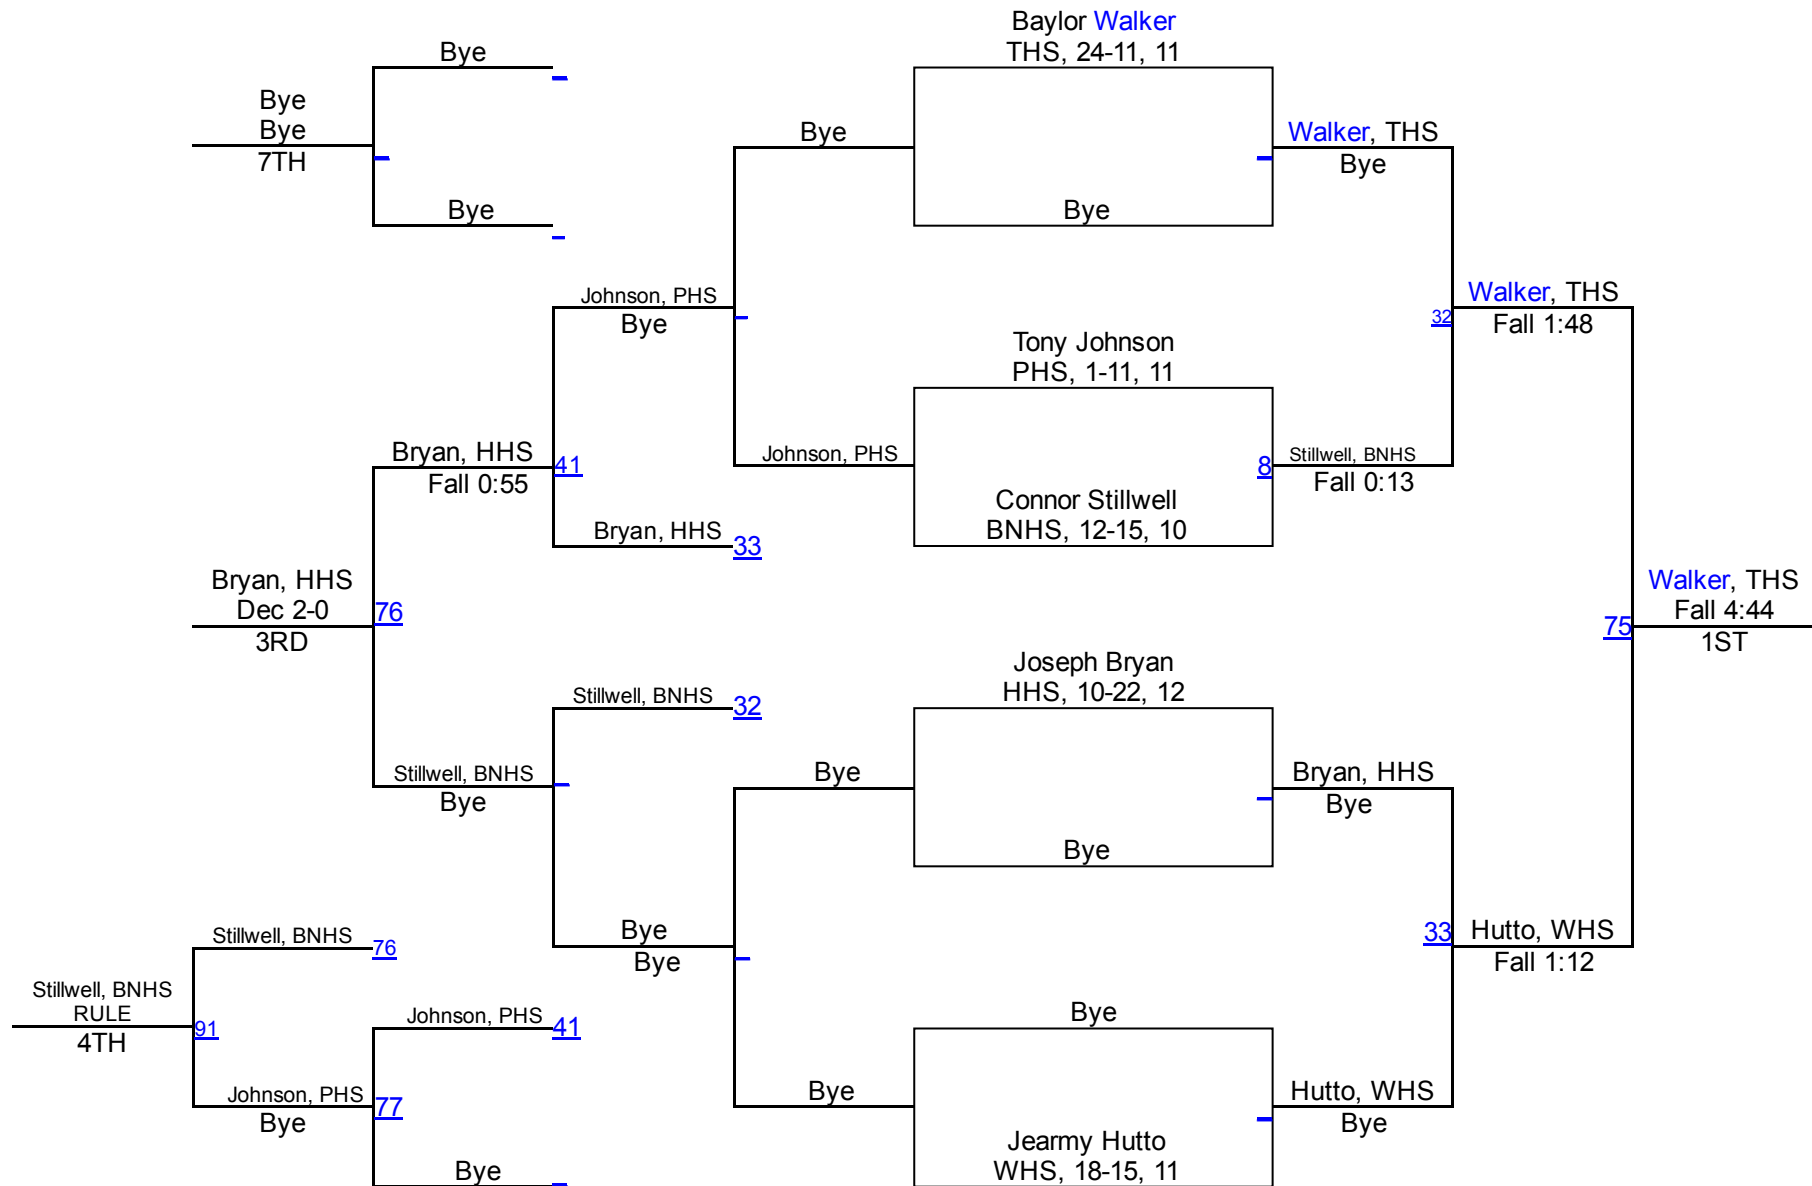 Baylor Walker
THS, 24-11, 11
Bye
Bye
Bye
7TH
Bye
Walker, THS
Bye
Bye
Bye
Johnson, PHS
Bye
Walker, THS
32
Fall 1:48
Tony Johnson
PHS, 1-11, 11
Bryan, HHS
41
Fall 0:55
Johnson, PHS
8
Stillwell, BNHS
Fall 0:13
Connor Stillwell
BNHS, 12-15, 10
Bryan, HHS
33
Bryan, HHS
Dec 2-0
76
3RD
Walker, THS
Fall 4:44
75
1ST
Joseph Bryan
HHS, 10-22, 12
Stillwell, BNHS
32
Stillwell, BNHS
Bye
Bye
Bryan, HHS
Bye
Bye
Bye
Bye
33
Hutto, WHS
Fall 1:12
Stillwell, BNHS
76
Stillwell, BNHS
RULE
91
4TH
Johnson, PHS
41
Bye
Johnson, PHS
77
Bye
Bye
Hutto, WHS
Bye
Jearmy Hutto
WHS, 18-15, 11
Bye